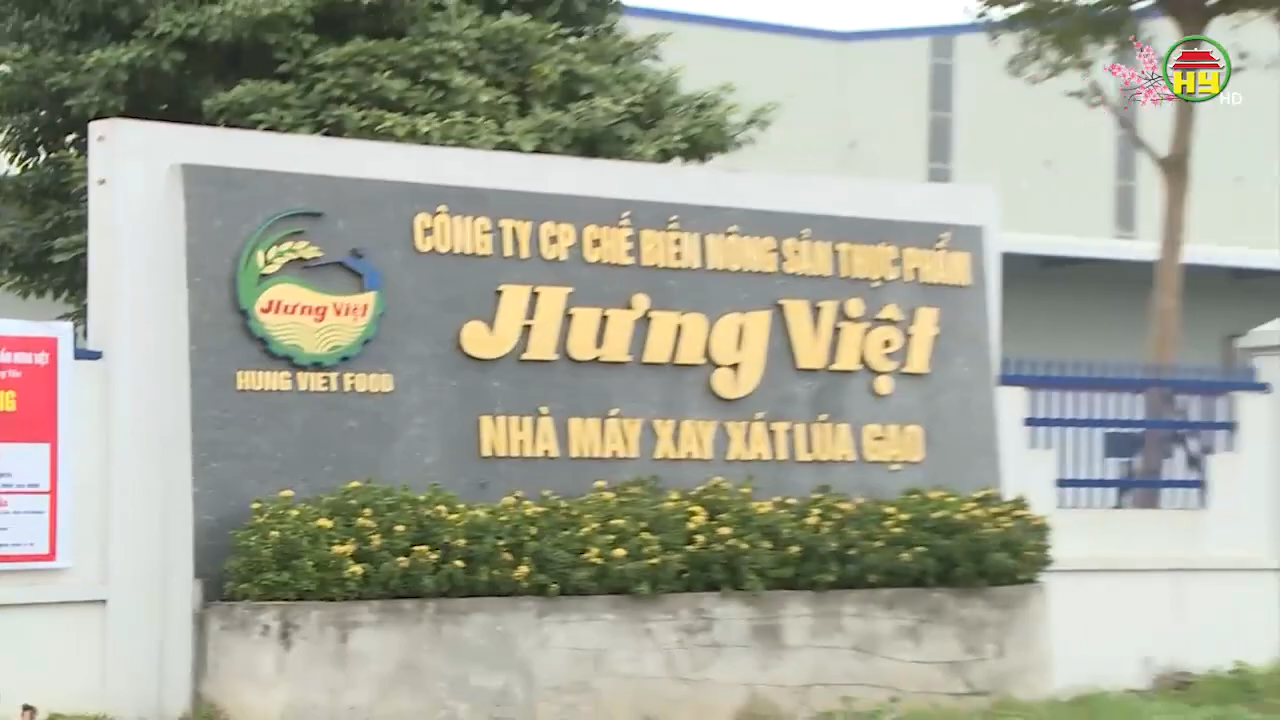 HY
HD
CÔNG TY CP CHẾ BIẾN NÔNG SẢN THỰC PHẨM
Hưng Việt
Hưng Việt
HUNG VIET FOOD
NHÀ MÁY XAY XÁT LÚA GẠO